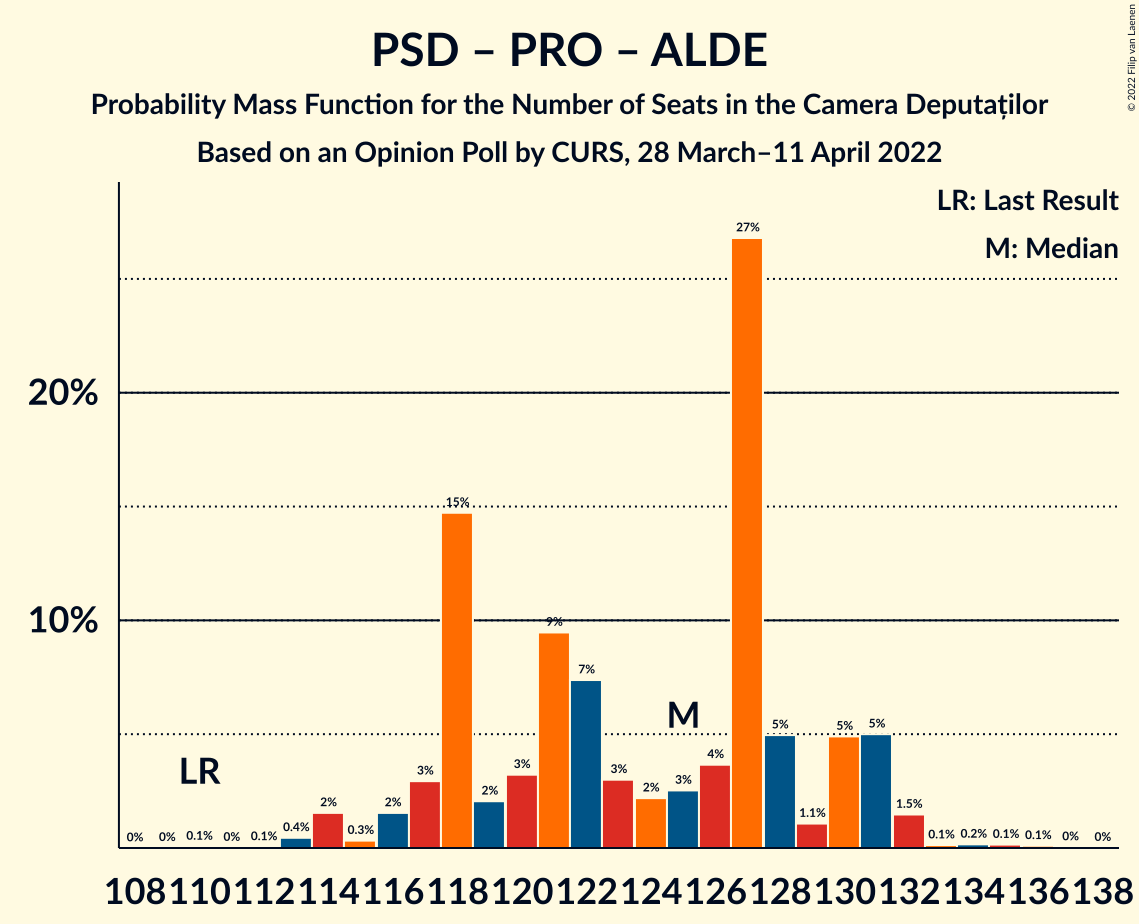 © 2022 Filip van Laenen
PSD – PRO – ALDE
Probability Mass Function for the Number of Seats in the Camera Deputaților
Based on an Opinion Poll by CURS, 28 March–11 April 2022
LR: Last Result
M: Median
20%
10%
LR
M
0% 0% 0.1% 0% 0.1% 0.4% 2% 0.3% 2% 3% 15% 2% 3% 9% 7% 3% 2% 3% 4% 27% 5% 1.1% 5% 5% 1.5% 0.1% 0.2% 0.1% 0.1% 0% 0%
108 110 112 114 116 118 120 122 124 126 128 130 132 134 136 138